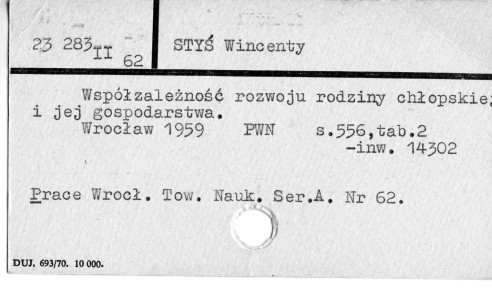 23 283 II 62 STYŚ Wincenty
Współzależność rozwoju rodziny chłopskiej
i jej gospodarstwa.
Wrocław 1959 PWN s.556,tab.2
-inw. 14302
Prace Wrocł. Tow. Nauk. Ser.A. Nr 62.
DUJ. 693/70. 10 000.